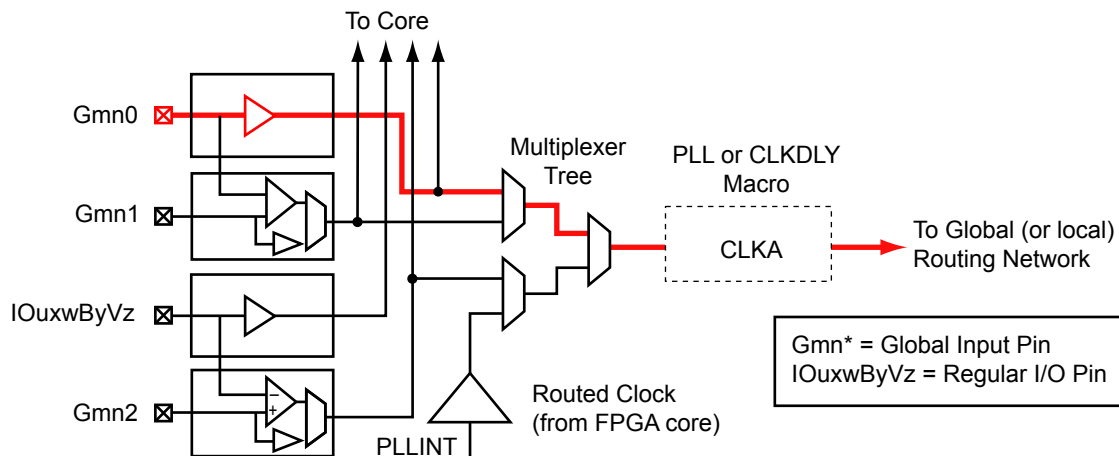 To Core
Gmn0
Gmn1
IOuxwByVz
Gmn2
Multiplexer
Tree
PLL or CLKDLY
Macro
CLKA
To Global (or local)
Routing Network
Gmn* = Global Input Pin
IOuxwByVz = Regular I/O Pin
Routed Clock
(from FPGA core)
PLLINT
−
+